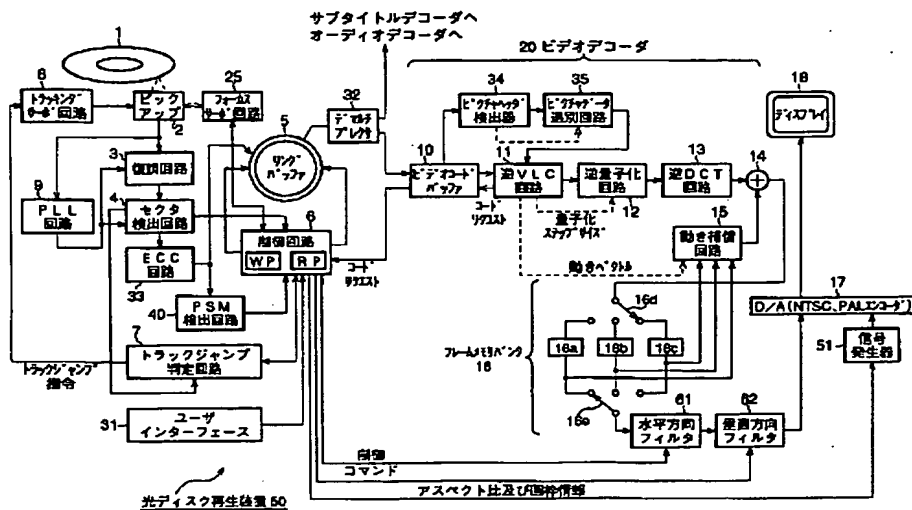 サブタイトルデコーダへ
オーディオデコーダへ
1
8
トラッキング
サーボ回路
ピック
アップ
2
25
フォーカス
サーボ回路
5
リングバッファ
32
デマルチ
プレクサ
20 ビデオデコーダ
34
ピクチャヘッダ
検出器
35
ピクチャデータ
選別回路
18
ディスプレイ
3
復調回路
9
PLL
回路
4
セクタ
検出回路
ECC
回路
33
6
制御回路
WP
RP
PSM
検出回路
40
10
ビデオコード
バッファ
コード
リクエスト
11
逆VLC
回路
コード
リクエスト
量子化
ステップサイズ
動きベクトル
逆量子化
回路
12
13
逆DCT
回路
14
15
動き補償
回路
7
トラックジャンプ
判定回路
トラックジャンプ
指令
31
ユーザ
インターフェース
フレームメモリバンク
16
16d
16a
16b
16c
16e
17
D/A(NTSC、PALエンコーダ)
51
信号
発生器
61
水平方向
フィルタ
62
垂直方向
フィルタ
制御
コマンド
アスペクト比及び画枠情報
光ディスク再生装置50